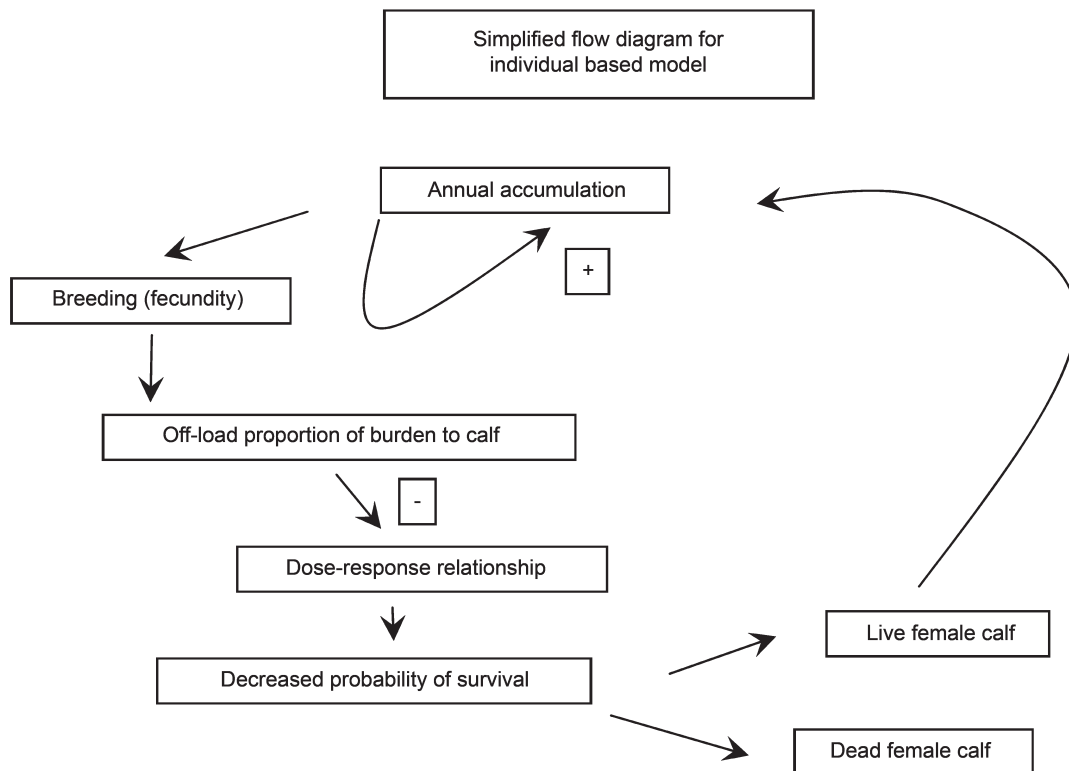 Simplified flow diagram for
individual based model
Annual accumulation
+
Breeding (fecundity)
Off-load proportion of burden to calf
-
Dose-response relationship
Live female calf
Decreased probability of survival
Dead female calf